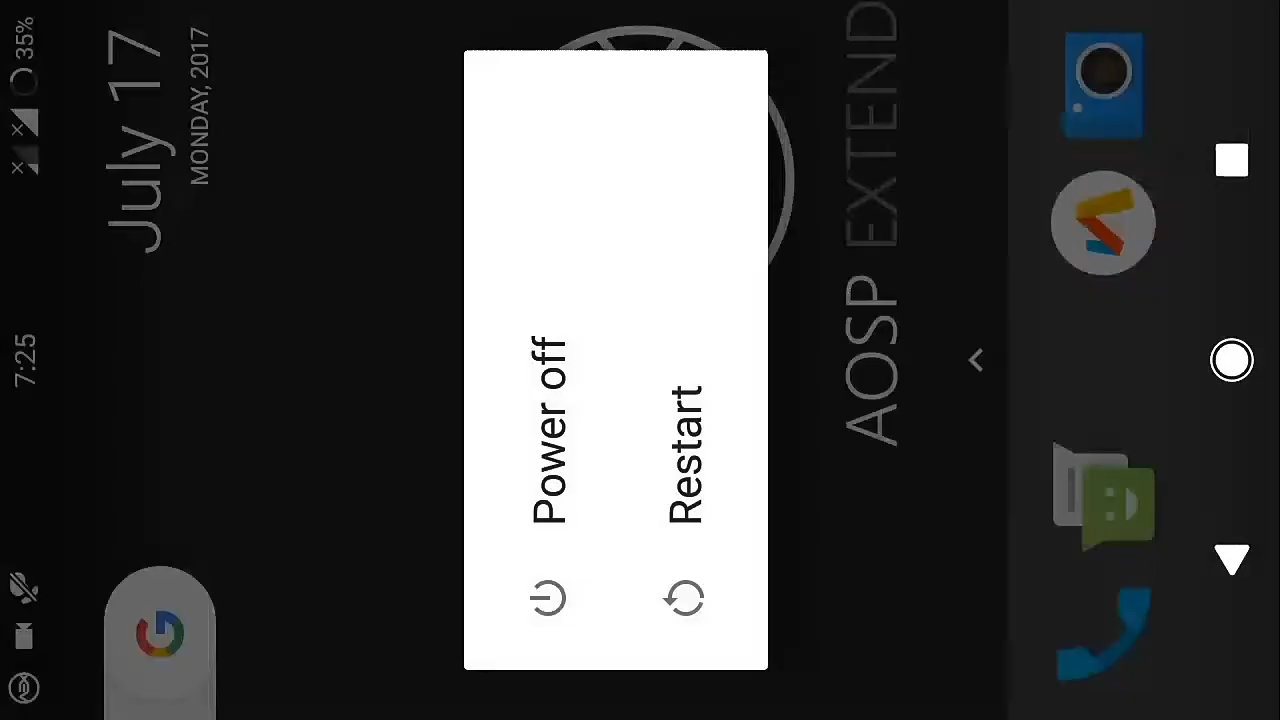 7:25
35%
July 17
MONDAY, 2017
Power off
Restart
AOSP EXTEND